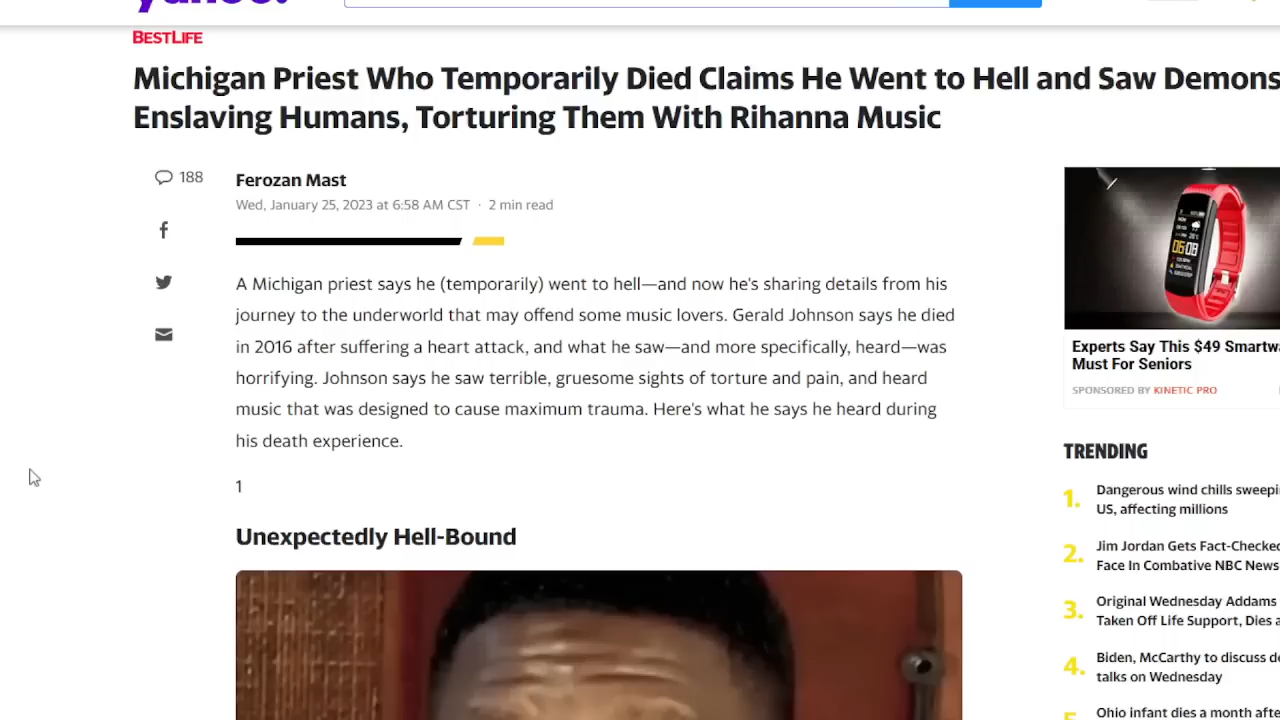 yahoo!
BESTLIFE
Michigan Priest Who Temporarily Died Claims He Went to Hell and Saw Demons
Enslaving Humans, Torturing Them With Rihanna Music
188
Ferozan Mast
Wed, January 25, 2023 at 6:58 AM CST · 2 min read
A Michigan priest says he (temporarily) went to hell—and now he's sharing details from his
journey to the underworld that may offend some music lovers. Gerald Johnson says he died
in 2016 after suffering a heart attack, and what he saw—and more specifically, heard—was
horrifying. Johnson says he saw terrible, gruesome sights of torture and pain, and heard
music that was designed to cause maximum trauma. Here's what he says he heard during
his death experience.
1
Unexpectedly Hell-Bound
06:08
Experts Say This $49 Smartwa
Must For Seniors
SPONSORED BY KINETIC PRO
TRENDING
1. Dangerous wind chills sweepi
US, affecting millions
2. Jim Jordan Gets Fact-Checked
Face In Combative NBC News
3. Original Wednesday Addams
Taken Off Life Support, Dies a
4. Biden, McCarthy to discuss de
talks on Wednesday
5. Ohio infant dies a month afte